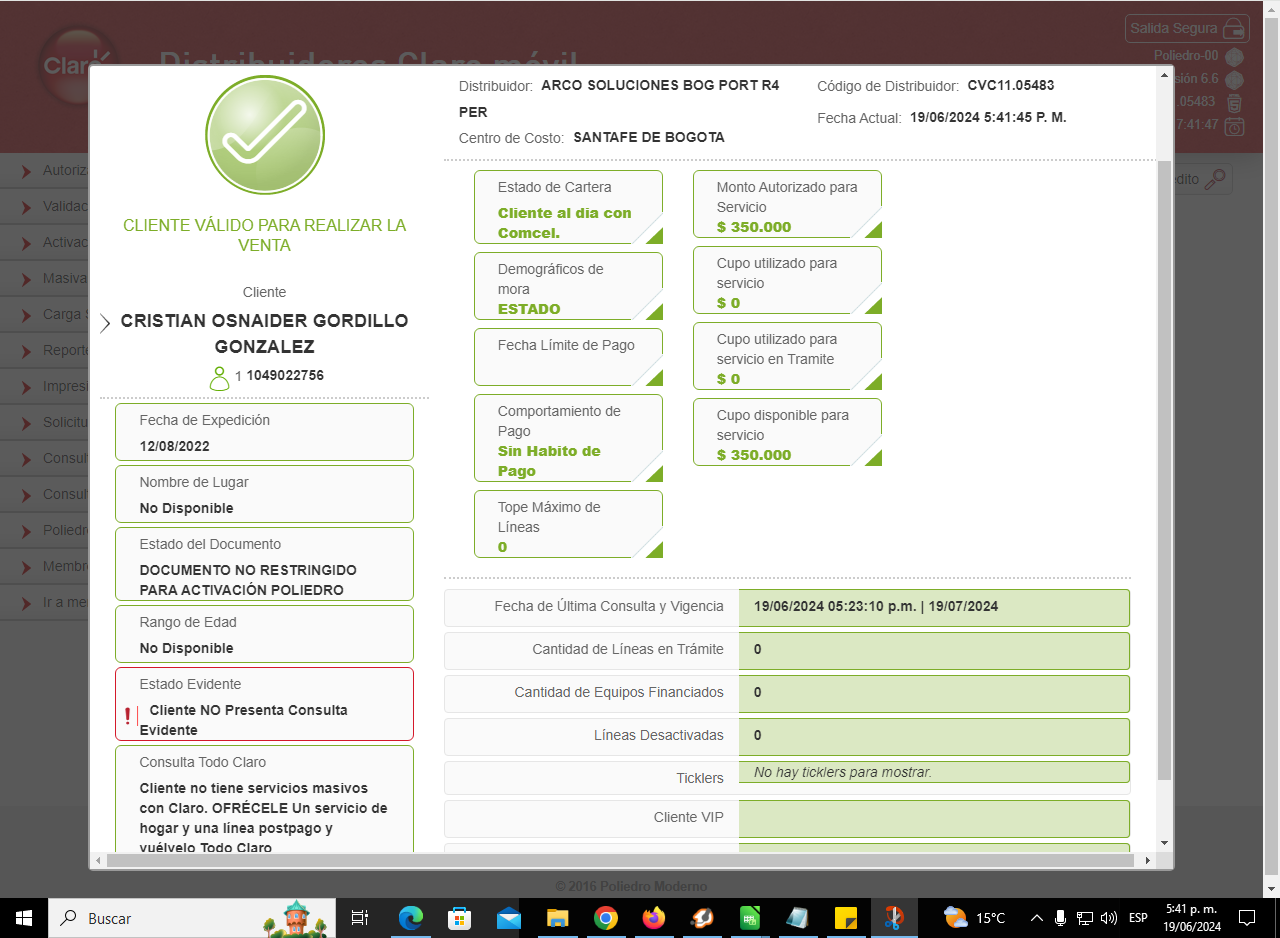 Claro
Distribuidores Claro móvil
Salida Segura
Poliedro-00
sión 6.6
.05483
7:41:47
Autoriz
Validac
Activac
Masiva
Carga S
Reporte
Impresi
Solicitu
Consul
Consul
Poliedr
Membr
Ir a me
édito
CLIENTE VÁLIDO PARA REALIZAR LA
VENTA
Cliente
CRISTIAN OSNAIDER GORDILLO
GONZALEZ
1 1049022756
Fecha de Expedición
12/08/2022
Nombre de Lugar
No Disponible
Estado del Documento
DOCUMENTO NO RESTRINGIDO
PARA ACTIVACIÓN POLIEDRO
Rango de Edad
No Disponible
Estado Evidente
Cliente NO Presenta Consulta
Evidente
Consulta Todo Claro
Cliente no tiene servicios masivos
con Claro. OFRÉCELE Un servicio de
hogar y una línea postpago y
vuélvelo Todo Claro
Distribuidor: ARCO SOLUCIONES BOG PORT R4
PER
Centro de Costo: SANTAFE DE BOGOTA
Código de Distribuidor: CVC11.05483
Fecha Actual: 19/06/2024 5:41:45 P. M.
Estado de Cartera
Cliente al dia con
Comcel.
Demográficos de
mora
ESTADO
Fecha Límite de Pago
Comportamiento de
Pago
Sin Habito de
Pago
Tope Máximo de
Líneas
0
Monto Autorizado para
Servicio
$ 350.000
Cupo utilizado para
servicio
$ 0
Cupo utilizado para
servicio en Tramite
$ 0
Cupo disponible para
servicio
$ 350.000
Fecha de Última Consulta y Vigencia 19/06/2024 05:23:10 p.m. | 19/07/2024
Cantidad de Líneas en Trámite 0
Cantidad de Equipos Financiados 0
Líneas Desactivadas 0
Ticklers No hay ticklers para mostrar.
Cliente VIP
© 2016 Poliedro Moderno
Buscar
15°C
ESP
5:41 p. m.
19/06/2024